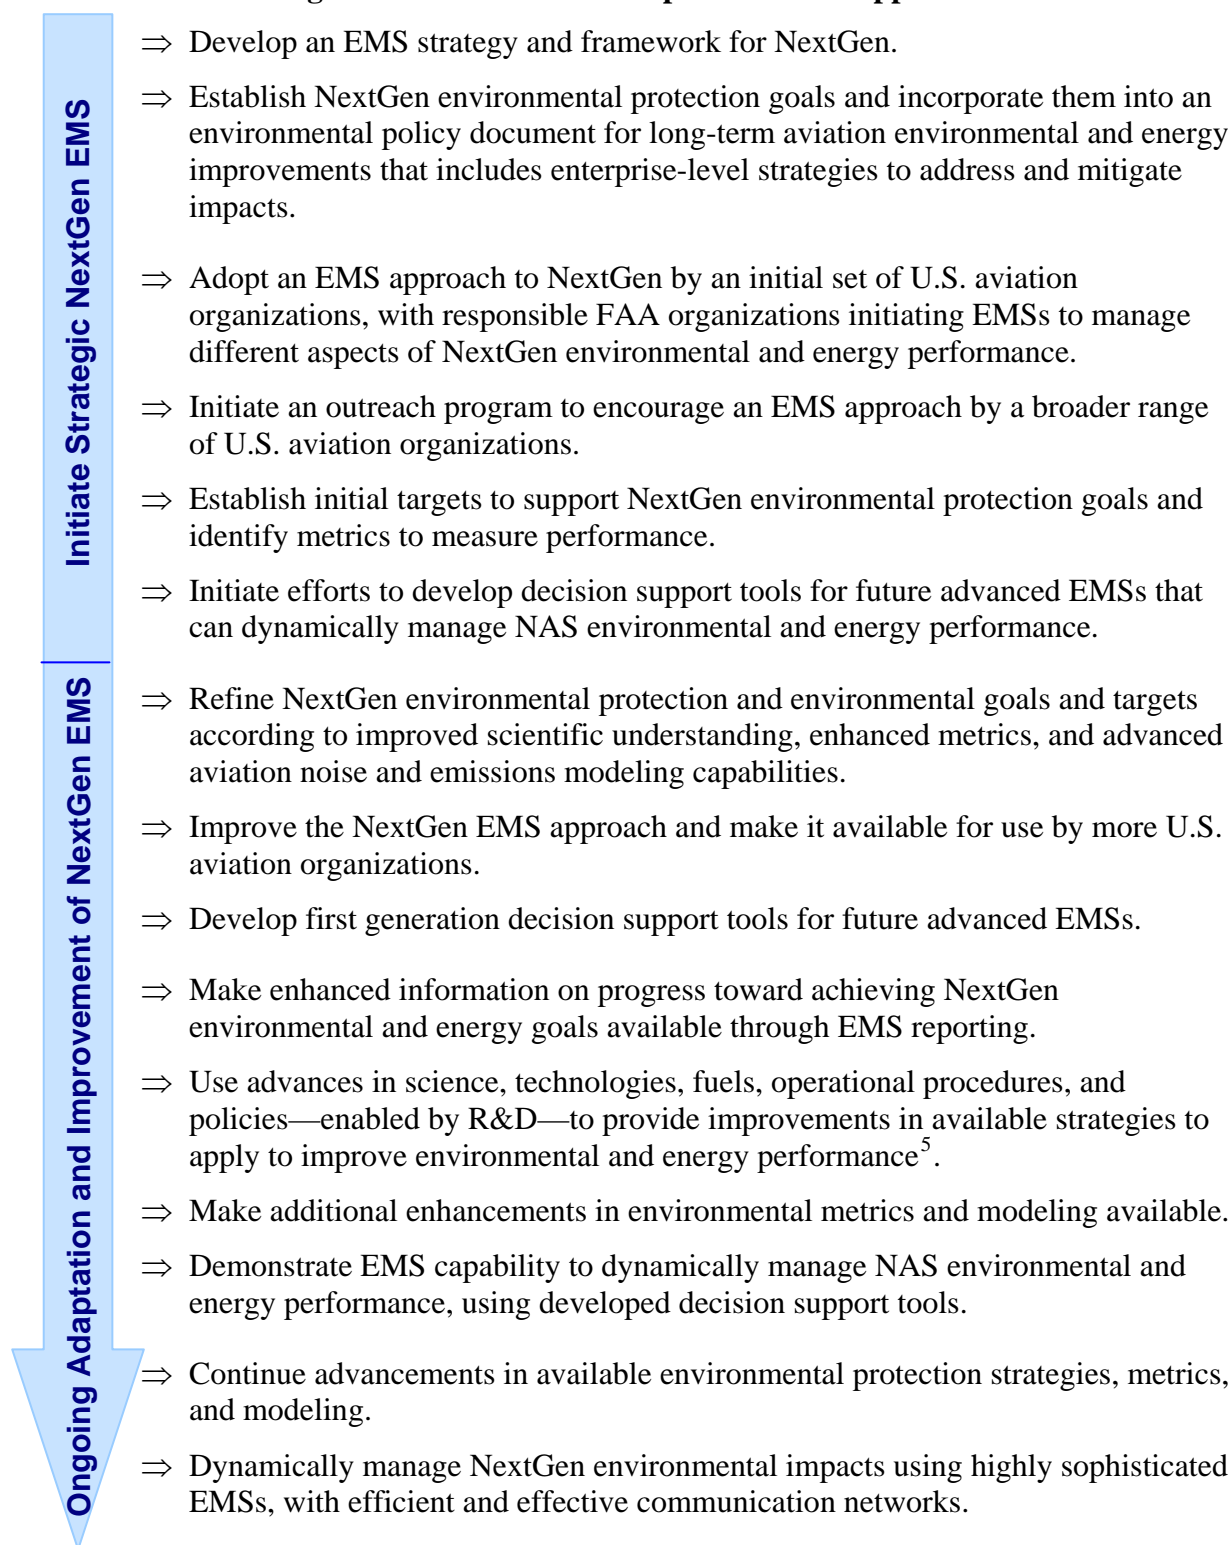 ⇒ Develop an EMS strategy and framework for NextGen.
⇒ Establish NextGen environmental protection goals and incorporate them into an
environmental policy document for long-term aviation environmental and energy
improvements that includes enterprise-level strategies to address and mitigate
impacts.
⇒ Adopt an EMS approach to NextGen by an initial set of U.S. aviation
organizations, with responsible FAA organizations initiating EMSs to manage
different aspects of NextGen environmental and energy performance.
⇒ Initiate an outreach program to encourage an EMS approach by a broader range
of U.S. aviation organizations.
⇒ Establish initial targets to support NextGen environmental protection goals and
identify metrics to measure performance.
⇒ Initiate efforts to develop decision support tools for future advanced EMSs that
can dynamically manage NAS environmental and energy performance.
Initiate Strategic NextGen EMS
⇒ Refine NextGen environmental protection and environmental goals and targets
according to improved scientific understanding, enhanced metrics, and advanced
aviation noise and emissions modeling capabilities.
⇒ Improve the NextGen EMS approach and make it available for use by more U.S.
aviation organizations.
⇒ Develop first generation decision support tools for future advanced EMSs.
⇒ Make enhanced information on progress toward achieving NextGen
environmental and energy goals available through EMS reporting.
⇒ Use advances in science, technologies, fuels, operational procedures, and
policies—enabled by R&D—to provide improvements in available strategies to
apply to improve environmental and energy performance⁵.
⇒ Make additional enhancements in environmental metrics and modeling available.
⇒ Demonstrate EMS capability to dynamically manage NAS environmental and
energy performance, using developed decision support tools.
⇒ Continue advancements in available environmental protection strategies, metrics,
and modeling.
⇒ Dynamically manage NextGen environmental impacts using highly sophisticated
EMSs, with efficient and effective communication networks.
Ongoing Adaptation and Improvement of NextGen EMS